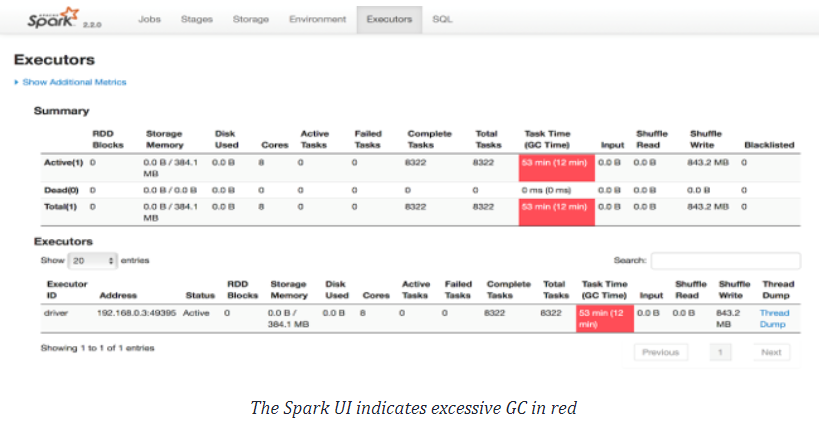 APACHE Spark 2.2.0 Jobs Stages Storage Environment Executors SQL
Executors
Show Additional Metrics
Summary
RDD Blocks Storage Memory Disk Used Cores Active Tasks Failed Tasks Complete Tasks Total Tasks Task Time (GC Time) Input Shuffle Read Shuffle Write Blacklisted
Active(1) 0 0.0 B / 384.1 MB 0.0 B 8 0 0 8322 8322 53 min (12 min) 0.0 B 0.0 B 843.2 MB 0
Dead(0) 0 0.0 B / 0.0 B 0.0 B 0 0 0 0 0 0 ms (0 ms) 0.0 B 0.0 B 0.0 B 0
Total(1) 0 0.0 B / 384.1 MB 0.0 B 8 0 0 8322 8322 53 min (12 min) 0.0 B 0.0 B 843.2 MB 0
Executors
Show 20 entries Search:
Executor ID Address Status RDD Blocks Storage Memory Disk Used Cores Active Tasks Failed Tasks Complete Tasks Total Tasks Task Time (GC Time) Input Shuffle Read Shuffle Write Thread Dump
driver 192.168.0.3:49395 Active 0 0.0 B / 384.1 MB 0.0 B 8 0 0 8322 8322 53 min (12 min) 0.0 B 0.0 B 843.2 MB Thread Dump
Showing 1 to 1 of 1 entries Previous 1 Next
The Spark UI indicates excessive GC in red